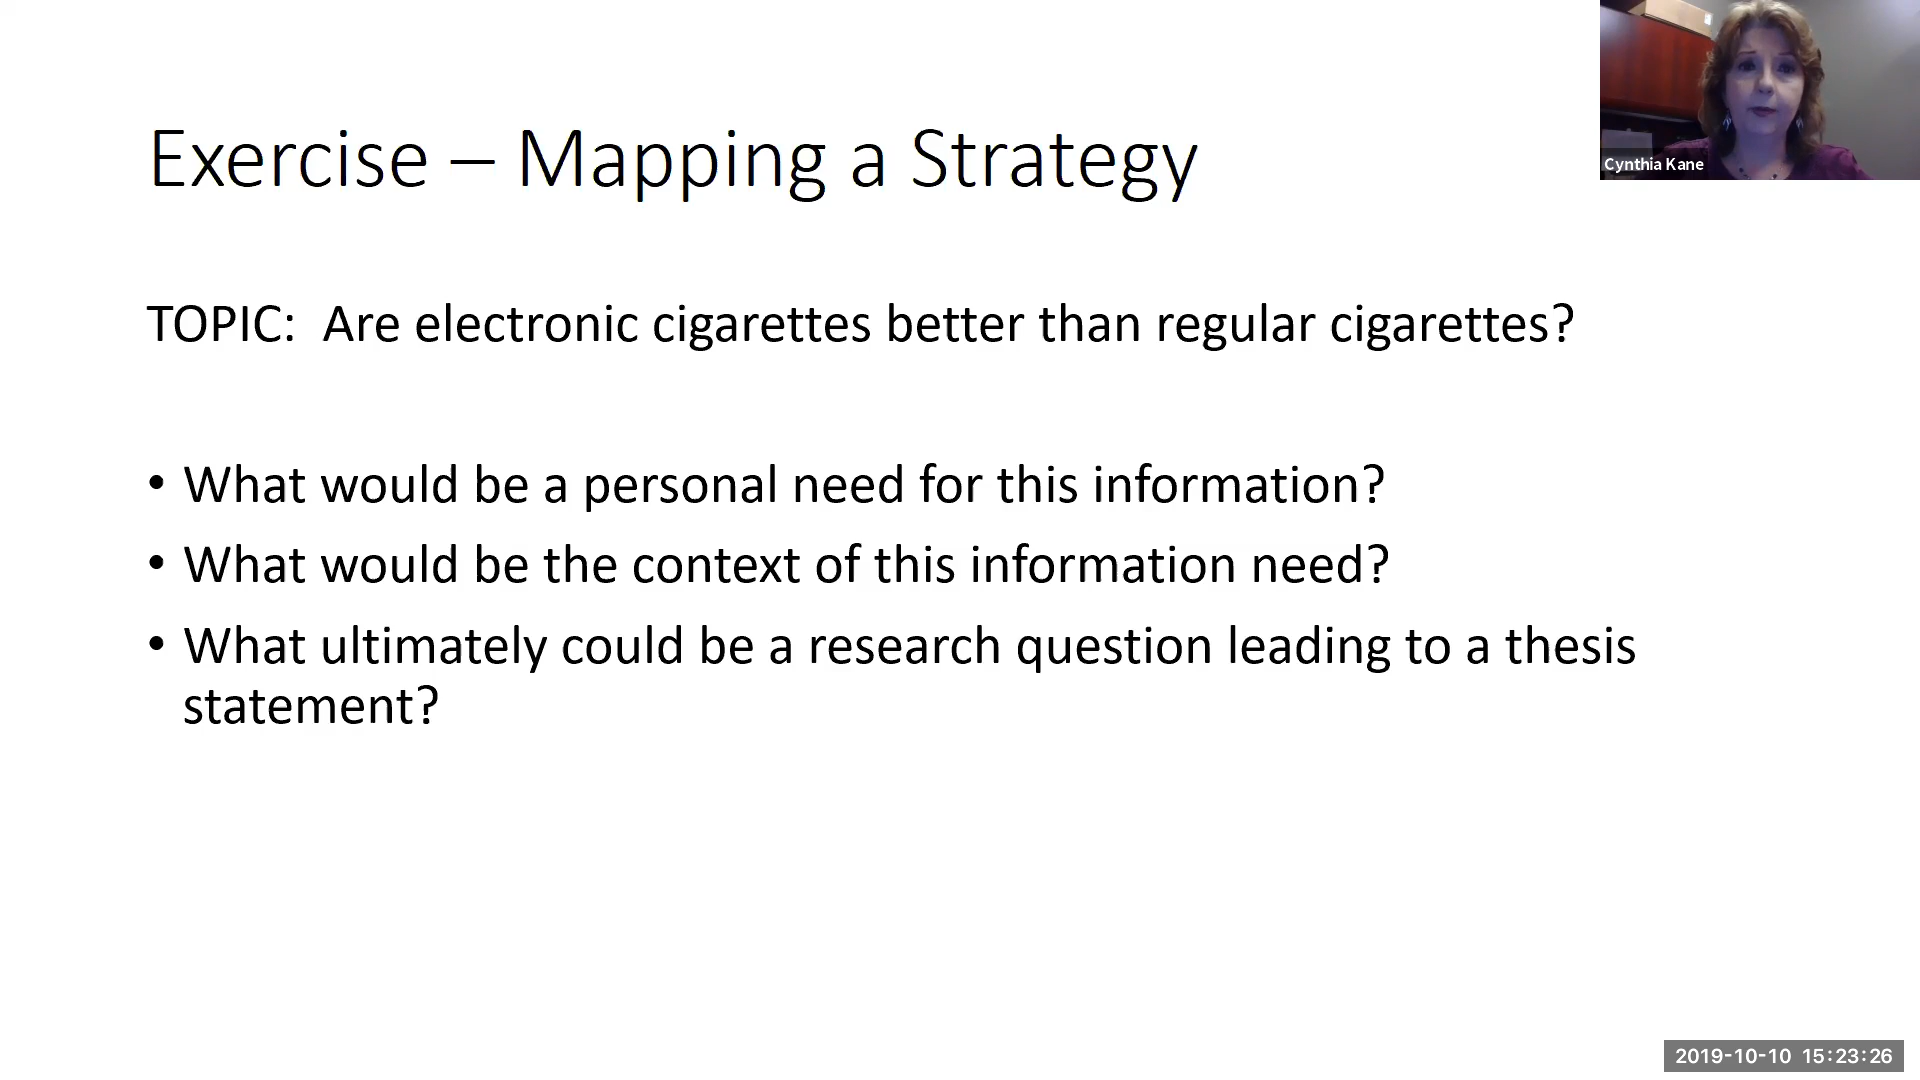 Exercise – Mapping a Strategy
Cynthia Kane
TOPIC:  Are electronic cigarettes better than regular cigarettes?
• What would be a personal need for this information?
• What would be the context of this information need?
• What ultimately could be a research question leading to a thesis
statement?
2019-10-10 15:23:26